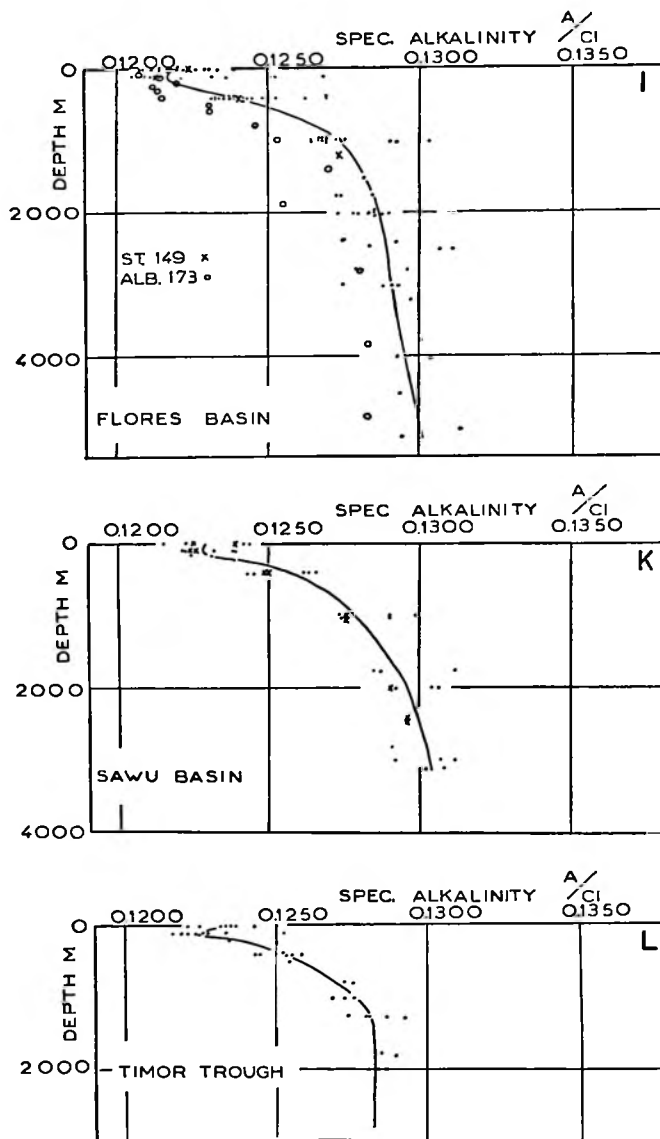 SPEC. ALKALINITY A/Cl
0.1200 0.1250 0.1300 0.1350
I
0
DEPTH M
2000
ST. 149 x
ALB. 173 o
4000
FLORES BASIN
SPEC ALKALINITY A/Cl
0.1200 0.1250 0.1300 0.1350
K
0
DEPTH M
2000
SAWU BASIN
4000
SPEC. ALKALINITY A/Cl
0.1200 0.1250 0.1300 0.1350
L
0
DEPTH M
2000
TIMOR TROUGH